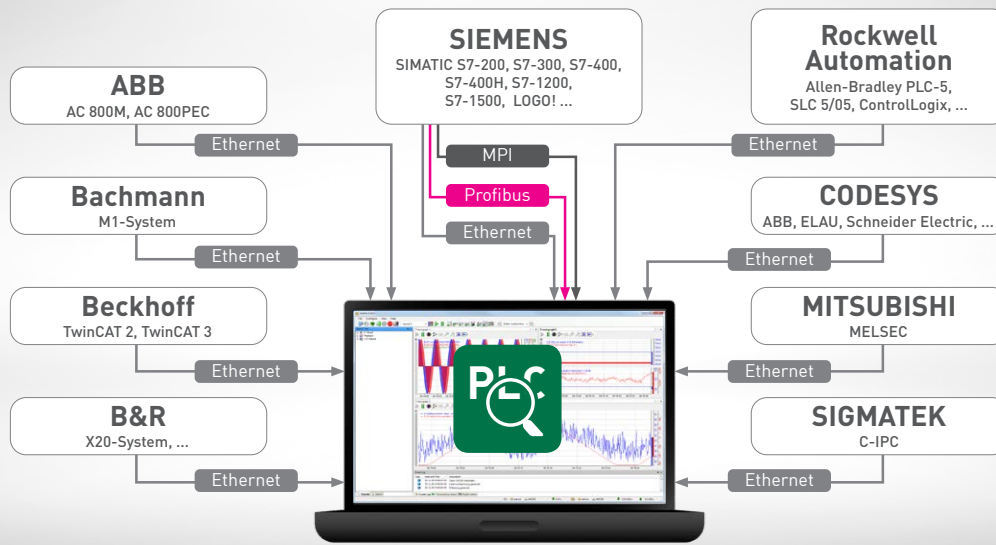 SIEMENS
SIMATIC S7-200, S7-300, S7-400,
S7-400H, S7-1200,
S7-1500, LOGO! ...
Rockwell
Automation
Allen-Bradley PLC-5,
SLC 5/05, ControlLogix, ...
ABB
AC 800M, AC 800PEC
Ethernet
MPI
Profibus
Ethernet
Ethernet
Bachmann
M1-System
Ethernet
CODESYS
ABB, ELAU, Schneider Electric, ...
Ethernet
Beckhoff
TwinCAT 2, TwinCAT 3
Ethernet
MITSUBISHI
MELSEC
Ethernet
PLC
B&R
X20-System, ...
Ethernet
SIGMATEK
C-IPC
Ethernet